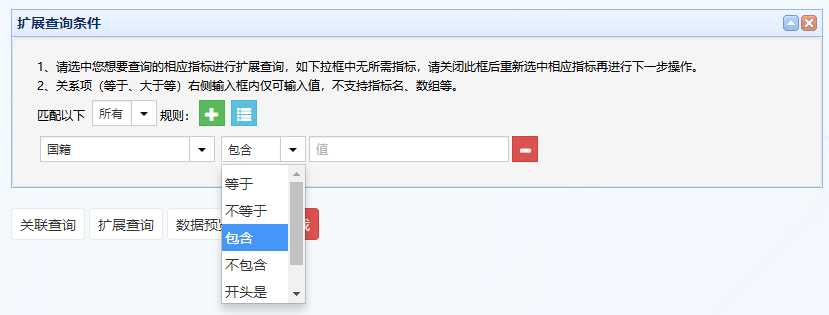 扩展查询条件
1、请选中您想要查询的相应指标进行扩展查询，如下拉框中无所需指标，请关闭此框后重新选中相应指标再进行下一步操作。
2、关系项（等于、大于等）右侧输入框内仅可输入值，不支持指标名、数组等。
匹配以下 所有 规则：
国籍 包含 值
等于
不等于
包含
不包含
开头是
关联查询 扩展查询 数据预